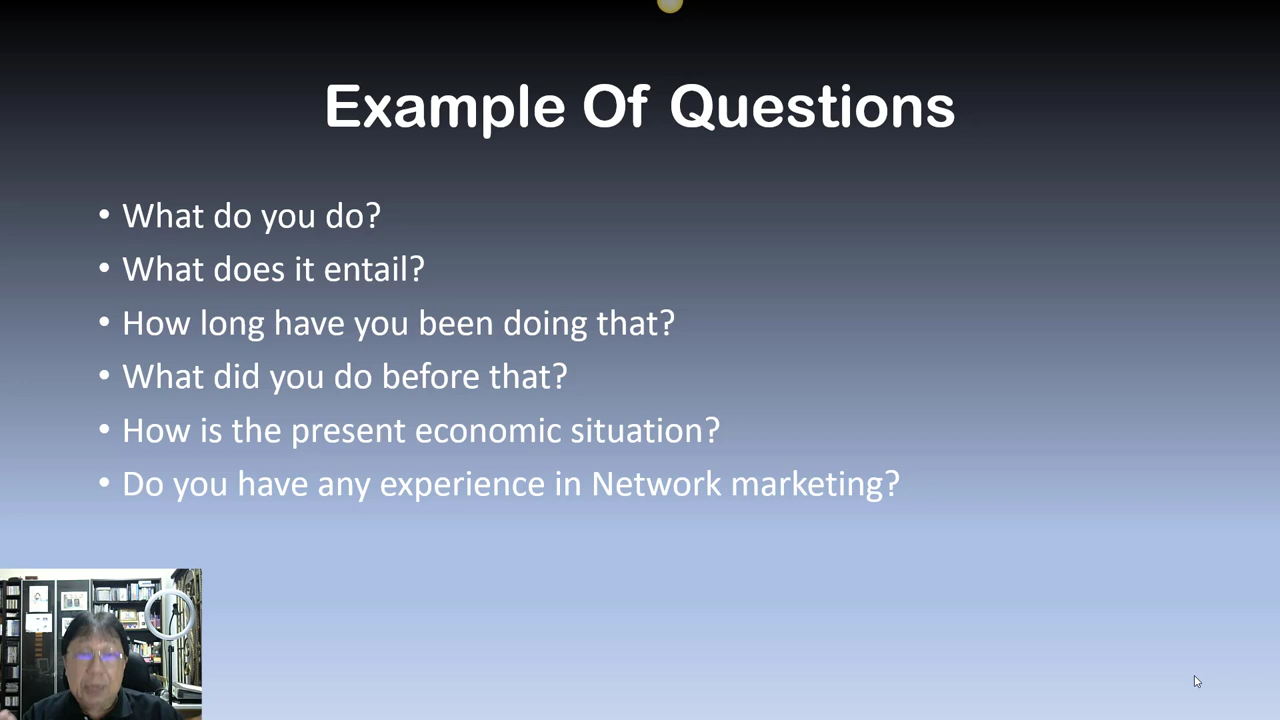 Example Of Questions
• What do you do?
• What does it entail?
• How long have you been doing that?
• What did you do before that?
• How is the present economic situation?
• Do you have any experience in Network marketing?